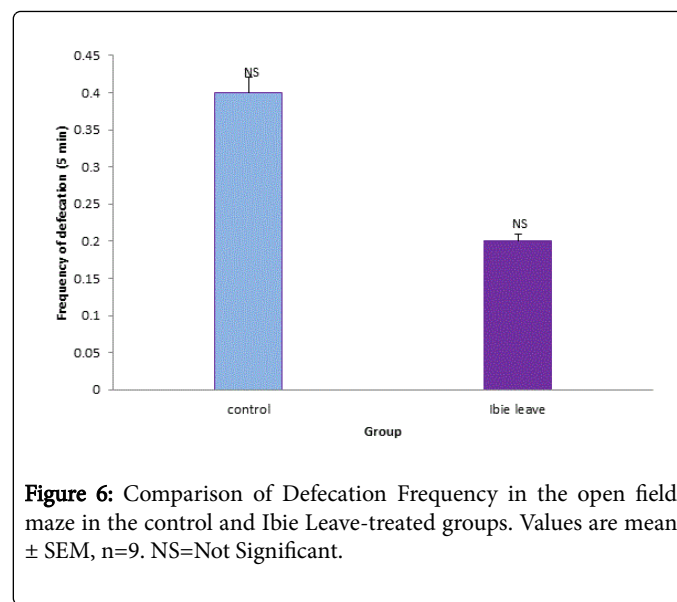 0.45
NS
0.4
0.35
0.3
0.25
NS
0.2
0.15
0.1
0.05
0
Frequency of defecation (5 min)
control
Ibie leave
Group
Figure 6: Comparison of Defecation Frequency in the open field
maze in the control and Ibie Leave-treated groups. Values are mean
± SEM, n=9. NS=Not Significant.